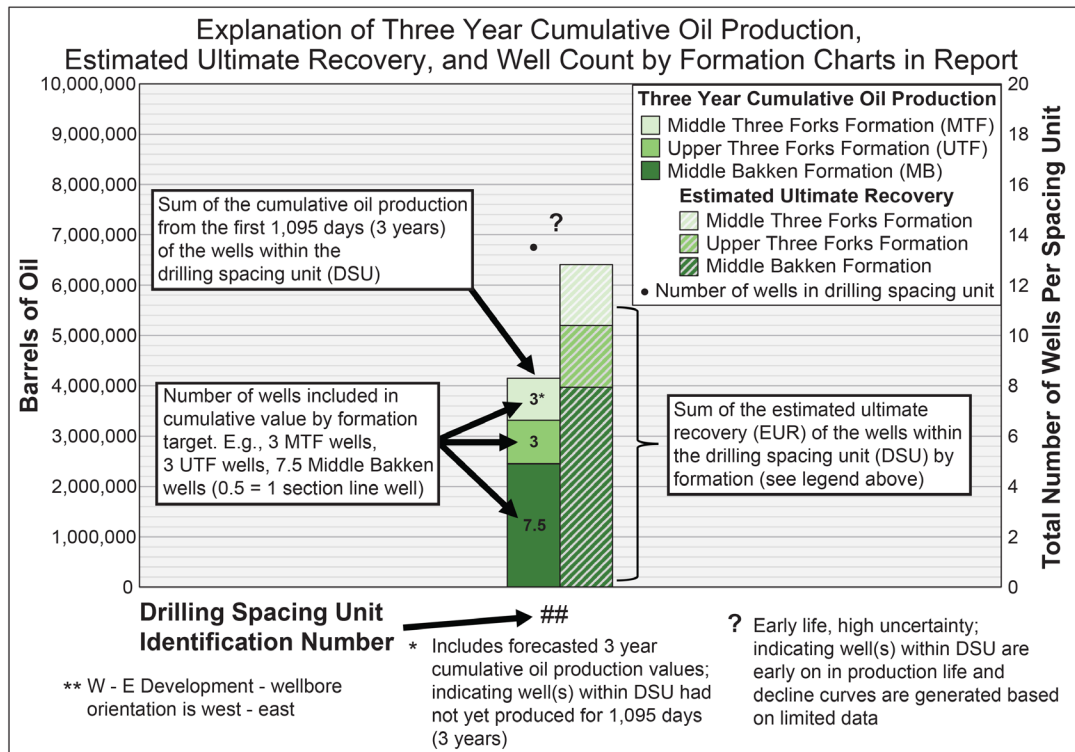 Explanation of Three Year Cumulative Oil Production,
Estimated Ultimate Recovery, and Well Count by Formation Charts in Report
Barrels of Oil
10,000,000
9,000,000
8,000,000
7,000,000
6,000,000
5,000,000
4,000,000
3,000,000
2,000,000
1,000,000
0
Sum of the cumulative oil production
from the first 1,095 days (3 years)
of the wells within the
drilling spacing unit (DSU)
Number of wells included in
cumulative value by formation
target. E.g., 3 MTF wells,
3 UTF wells, 7.5 Middle Bakken
wells (0.5 = 1 section line well)
?
3*
3
7.5
Three Year Cumulative Oil Production
Middle Three Forks Formation (MTF)
Upper Three Forks Formation (UTF)
Middle Bakken Formation (MB)
Estimated Ultimate Recovery
Middle Three Forks Formation
Upper Three Forks Formation
Middle Bakken Formation
• Number of wells in drilling spacing unit
Sum of the estimated ultimate
recovery (EUR) of the wells within
the drilling spacing unit (DSU) by
formation (see legend above)
20
18
16
14
12
10
8
6
4
2
0
Total Number of Wells Per Spacing Unit
Drilling Spacing Unit
Identification Number
##
** W - E Development - wellbore
orientation is west - east
* Includes forecasted 3 year
cumulative oil production values;
indicating well(s) within DSU had
not yet produced for 1,095 days
(3 years)
? Early life, high uncertainty;
indicating well(s) within DSU are
early on in production life and
decline curves are generated based
on limited data